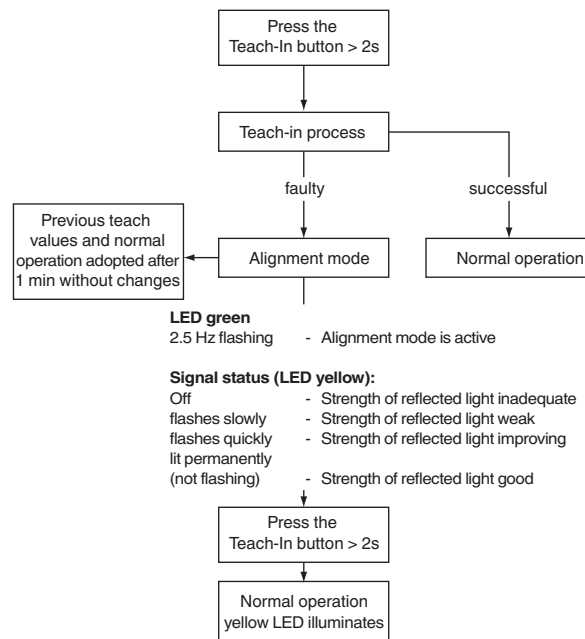 Press the
Teach-In button > 2s
Teach-in process
faulty
successful
Previous teach
values and normal
operation adopted after
1 min without changes
Alignment mode
Normal operation
LED green
2.5 Hz flashing - Alignment mode is active
Signal status (LED yellow):
Off - Strength of reflected light inadequate
flashes slowly - Strength of reflected light weak
flashes quickly - Strength of reflected light improving
lit permanently
(not flashing) - Strength of reflected light good
Press the
Teach-In button > 2s
Normal operation
yellow LED illuminates